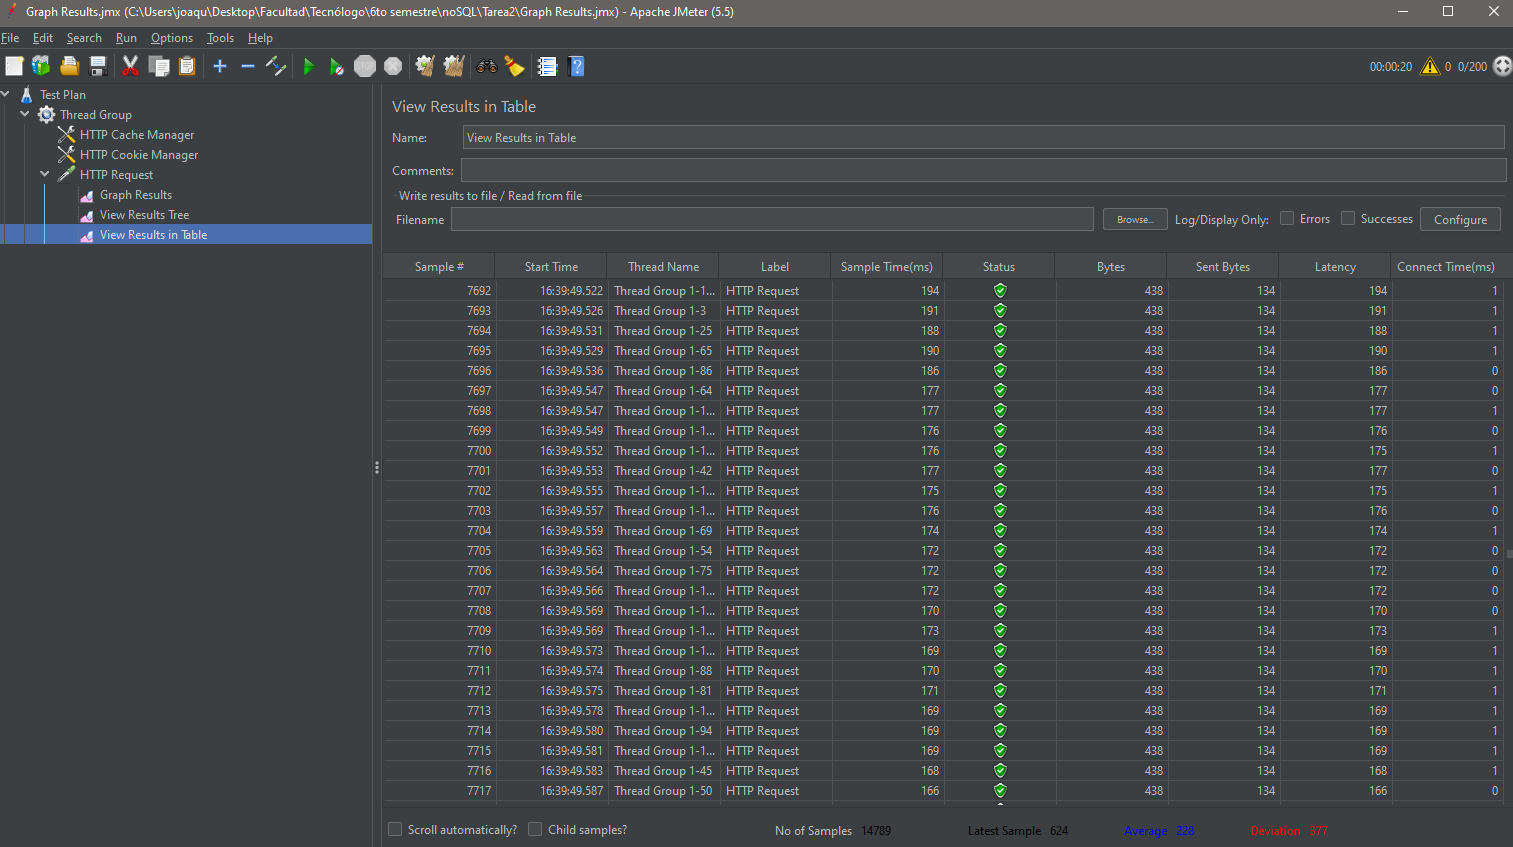 Graph Results.jmx (C:\Users\joaqu\Desktop\Facultad\Tecnólogo\6to semestre\noSQL\Tarea2\Graph Results.jmx) - Apache JMeter (5.5)
File Edit Search Run Options Tools Help
00:00:20 0 0/200
Test Plan
Thread Group
HTTP Cache Manager
HTTP Cookie Manager
HTTP Request
Graph Results
View Results Tree
View Results in Table
View Results in Table
Name: View Results in Table
Comments:
Write results to file / Read from file
Filename Browse... Log/Display Only: Errors Successes Configure
Sample # Start Time Thread Name Label Sample Time(ms) Status Bytes Sent Bytes Latency Connect Time(ms)
7692 16:39:49.522 Thread Group 1-1... HTTP Request 194 438 134 194 1
7693 16:39:49.526 Thread Group 1-3 HTTP Request 191 438 134 191 1
7694 16:39:49.531 Thread Group 1-25 HTTP Request 188 438 134 188 1
7695 16:39:49.529 Thread Group 1-65 HTTP Request 190 438 134 190 1
7696 16:39:49.536 Thread Group 1-86 HTTP Request 186 438 134 186 0
7697 16:39:49.547 Thread Group 1-64 HTTP Request 177 438 134 177 0
7698 16:39:49.547 Thread Group 1-1... HTTP Request 177 438 134 177 1
7699 16:39:49.549 Thread Group 1-1... HTTP Request 176 438 134 176 0
7700 16:39:49.552 Thread Group 1-1... HTTP Request 176 438 134 175 1
7701 16:39:49.553 Thread Group 1-42 HTTP Request 177 438 134 177 0
7702 16:39:49.555 Thread Group 1-1... HTTP Request 175 438 134 175 1
7703 16:39:49.557 Thread Group 1-1... HTTP Request 176 438 134 176 0
7704 16:39:49.559 Thread Group 1-69 HTTP Request 174 438 134 174 1
7705 16:39:49.563 Thread Group 1-54 HTTP Request 172 438 134 172 0
7706 16:39:49.564 Thread Group 1-75 HTTP Request 172 438 134 172 0
7707 16:39:49.566 Thread Group 1-1... HTTP Request 172 438 134 172 0
7708 16:39:49.569 Thread Group 1-1... HTTP Request 170 438 134 170 0
7709 16:39:49.569 Thread Group 1-1... HTTP Request 173 438 134 173 1
7710 16:39:49.573 Thread Group 1-1... HTTP Request 169 438 134 169 1
7711 16:39:49.574 Thread Group 1-88 HTTP Request 170 438 134 170 1
7712 16:39:49.575 Thread Group 1-81 HTTP Request 171 438 134 171 1
7713 16:39:49.578 Thread Group 1-1... HTTP Request 169 438 134 169 1
7714 16:39:49.580 Thread Group 1-94 HTTP Request 169 438 134 169 1
7715 16:39:49.581 Thread Group 1-1... HTTP Request 169 438 134 169 1
7716 16:39:49.583 Thread Group 1-45 HTTP Request 168 438 134 168 1
7717 16:39:49.587 Thread Group 1-50 HTTP Request 166 438 134 166 0
Scroll automatically? Child samples? No of Samples 14789 Latest Sample 624 Average 228 Deviation 377